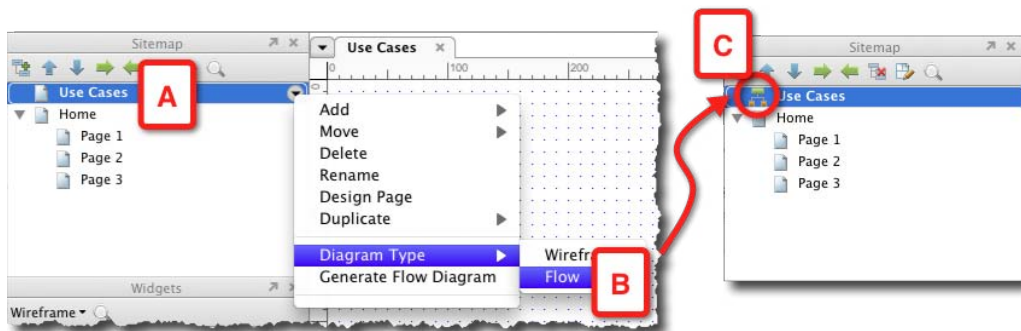 Sitemap
Use Cases
A
Home
Page 1
Page 2
Page 3
Widgets
Wireframe
Use Cases
0
100
200
0
Add
Move
Delete
Rename
Design Page
Duplicate
Diagram Type
Generate Flow Diagram
Flow
B
C
Sitemap
Use Cases
Home
Page 1
Page 2
Page 3